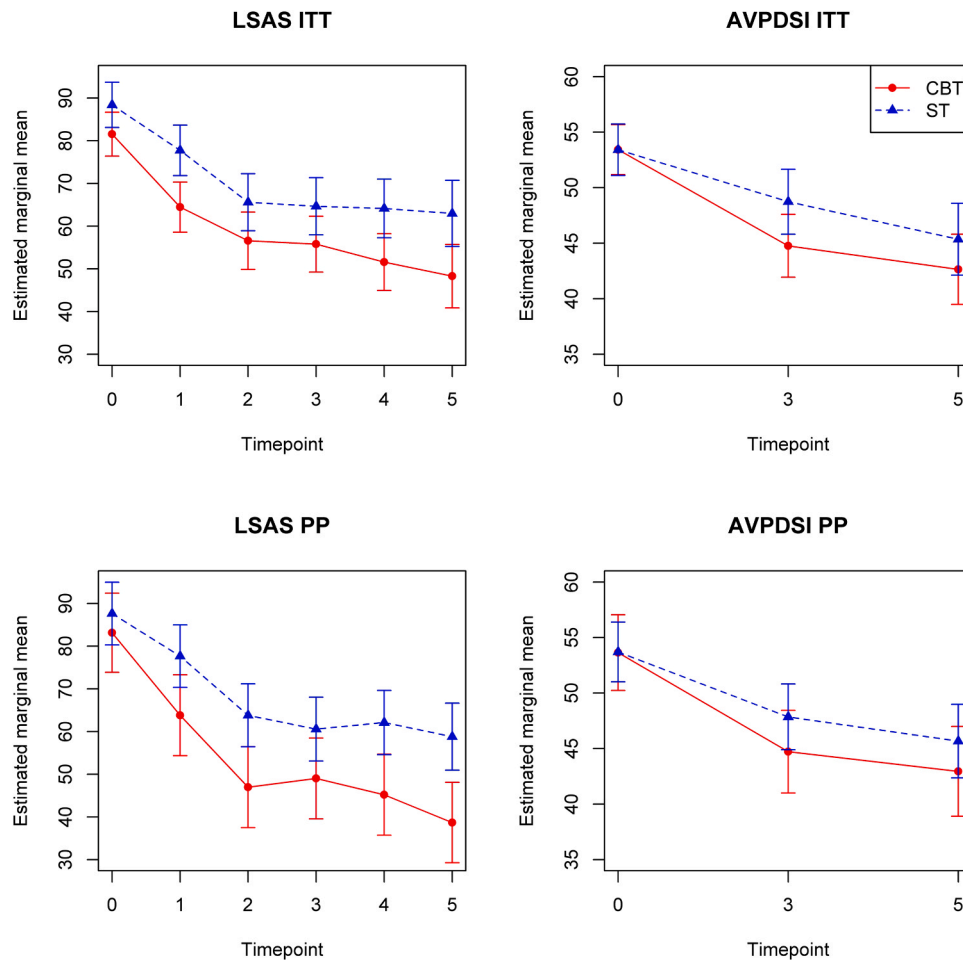 LSAS ITT
Estimated marginal mean
90
80
70
60
50
40
30
0 1 2 3 4 5
Timepoint
AVPDSI ITT
Estimated marginal mean
60
55
50
45
40
35
0 3 5
Timepoint
CBT
ST
LSAS PP
Estimated marginal mean
90
80
70
60
50
40
30
0 1 2 3 4 5
Timepoint
AVPDSI PP
Estimated marginal mean
60
55
50
45
40
35
0 3 5
Timepoint